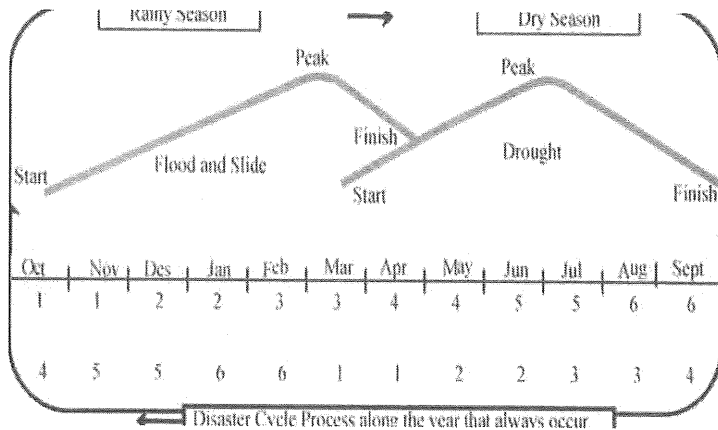 Rainy Season
Dry Season
Peak
Peak
Finish
Flood and Slide
Drought
Start
Start
Finish
Oct Nov Des Jan Feb Mar Apr May Jun Jul Aug Sept
1 1 2 2 3 3 4 4 5 5 6 6
4 5 5 6 6 1 1 2 2 3 3 4
Disaster Cycle Process along the year that always occur